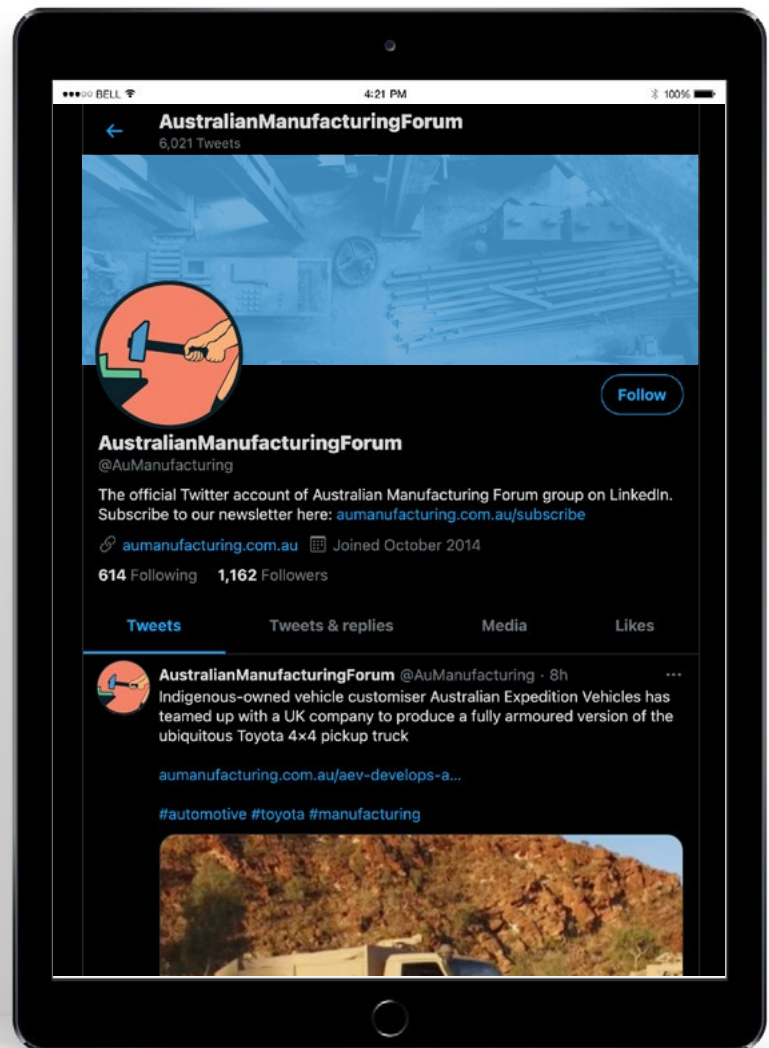 BELL 4:21 PM 100%
AustralianManufacturingForum
6,021 Tweets
Follow
AustralianManufacturingForum
@AuManufacturing
The official Twitter account of Australian Manufacturing Forum group on LinkedIn.
Subscribe to our newsletter here: aumanufacturing.com.au/subscribe
aumanufacturing.com.au Joined October 2014
614 Following 1,162 Followers
Tweets Tweets & replies Media Likes
AustralianManufacturingForum @AuManufacturing · 8h ···
Indigenous-owned vehicle customiser Australian Expedition Vehicles has
teamed up with a UK company to produce a fully armoured version of the
ubiquitous Toyota 4×4 pickup truck
aumanufacturing.com.au/aev-develops-a...
#automotive #toyota #manufacturing